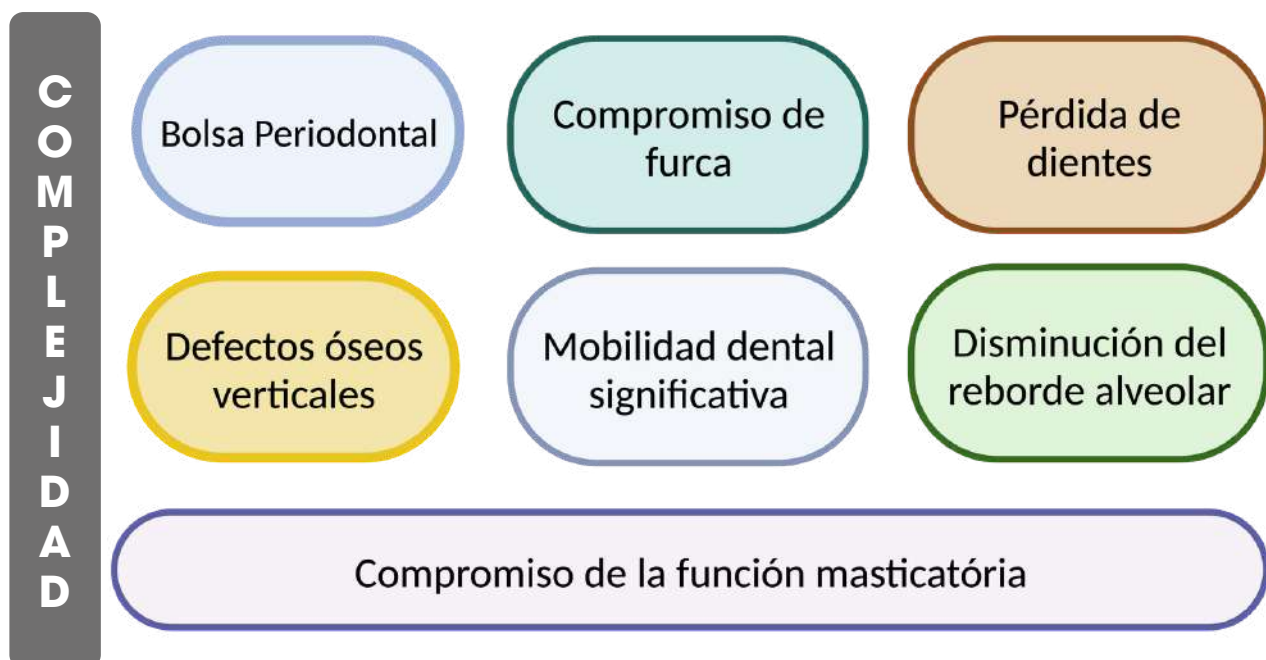 COMPLEJIDAD
Bolsa Periodontal
Compromiso de
furca
Pérdida de
dientes
Defectos óseos
verticales
Mobilidad dental
significativa
Disminución del
reborde alveolar
Compromiso de la función masticatória